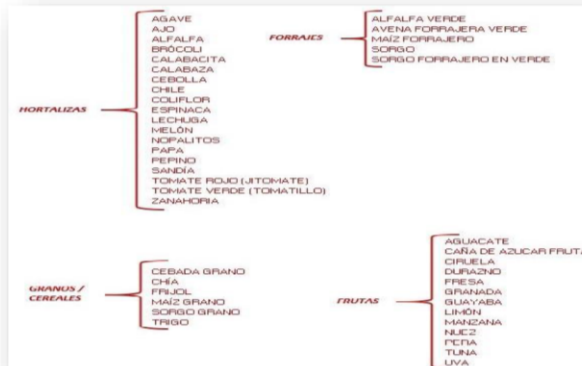 HORTALIZAS
AGAVE
AJO
ALFALFA
BRÓCOLI
CALABACITA
CALABAZA
CEBOLLA
CHILE
COLIFLOR
ESPINACA
LECHUGA
MELÓN
NOPALITOS
PAPA
PEPINO
SANDÍA
TOMATE ROJO (JITOMATE)
TOMATE VERDE (TOMATILLO)
ZANAHORIA
FORRAJES
ALFALFA VERDE
AVENA FORRAJERA VERDE
MAÍZ FORRAJERO
SORGO
SORGO FORRAJERO EN VERDE
GRANOS /
CEREALES
CEBADA GRANO
CHÍA
FRIJOL
MAÍZ GRANO
SORGO GRANO
TRIGO
FRUTAS
AGUACATE
CAÑA DE AZUCAR FRUTA
CIRUELA
DURAZNO
FRESA
GRANADA
GUAYABA
LIMÓN
MANZANA
NUEZ
PERA
TUNA
UVA